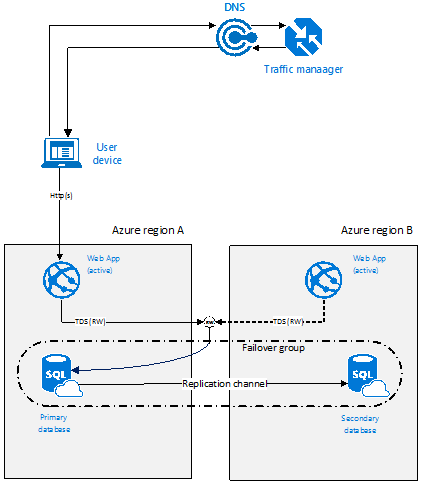 DNS
Traffic manaager
User
device
Http(s)
Azure region A
Azure region B
Web App
(active)
Web App
(active)
TDS (RW)
TDS (RW)
Failover group
SQL
Replication channel
SQL
Primary
database
Secondary
database